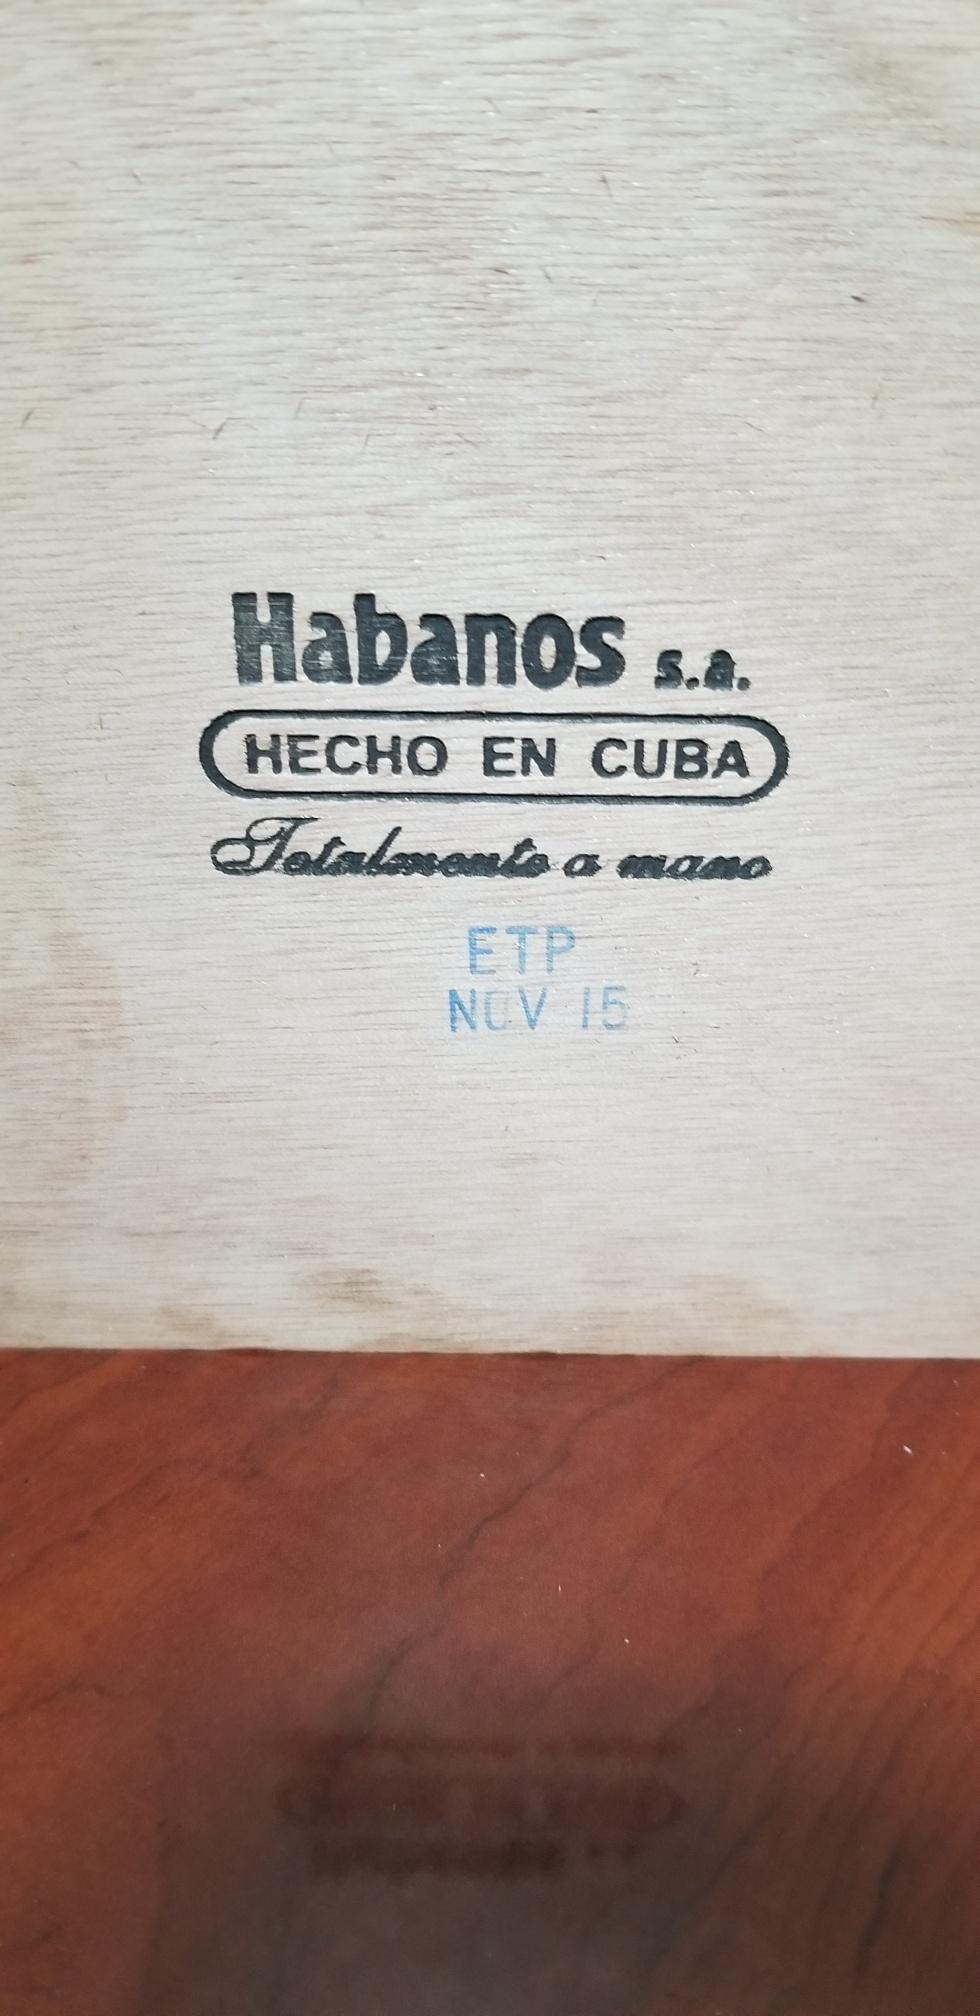 Habanos s.a.
HECHO EN CUBA
Totalmente a mano
ETP
NOV 15